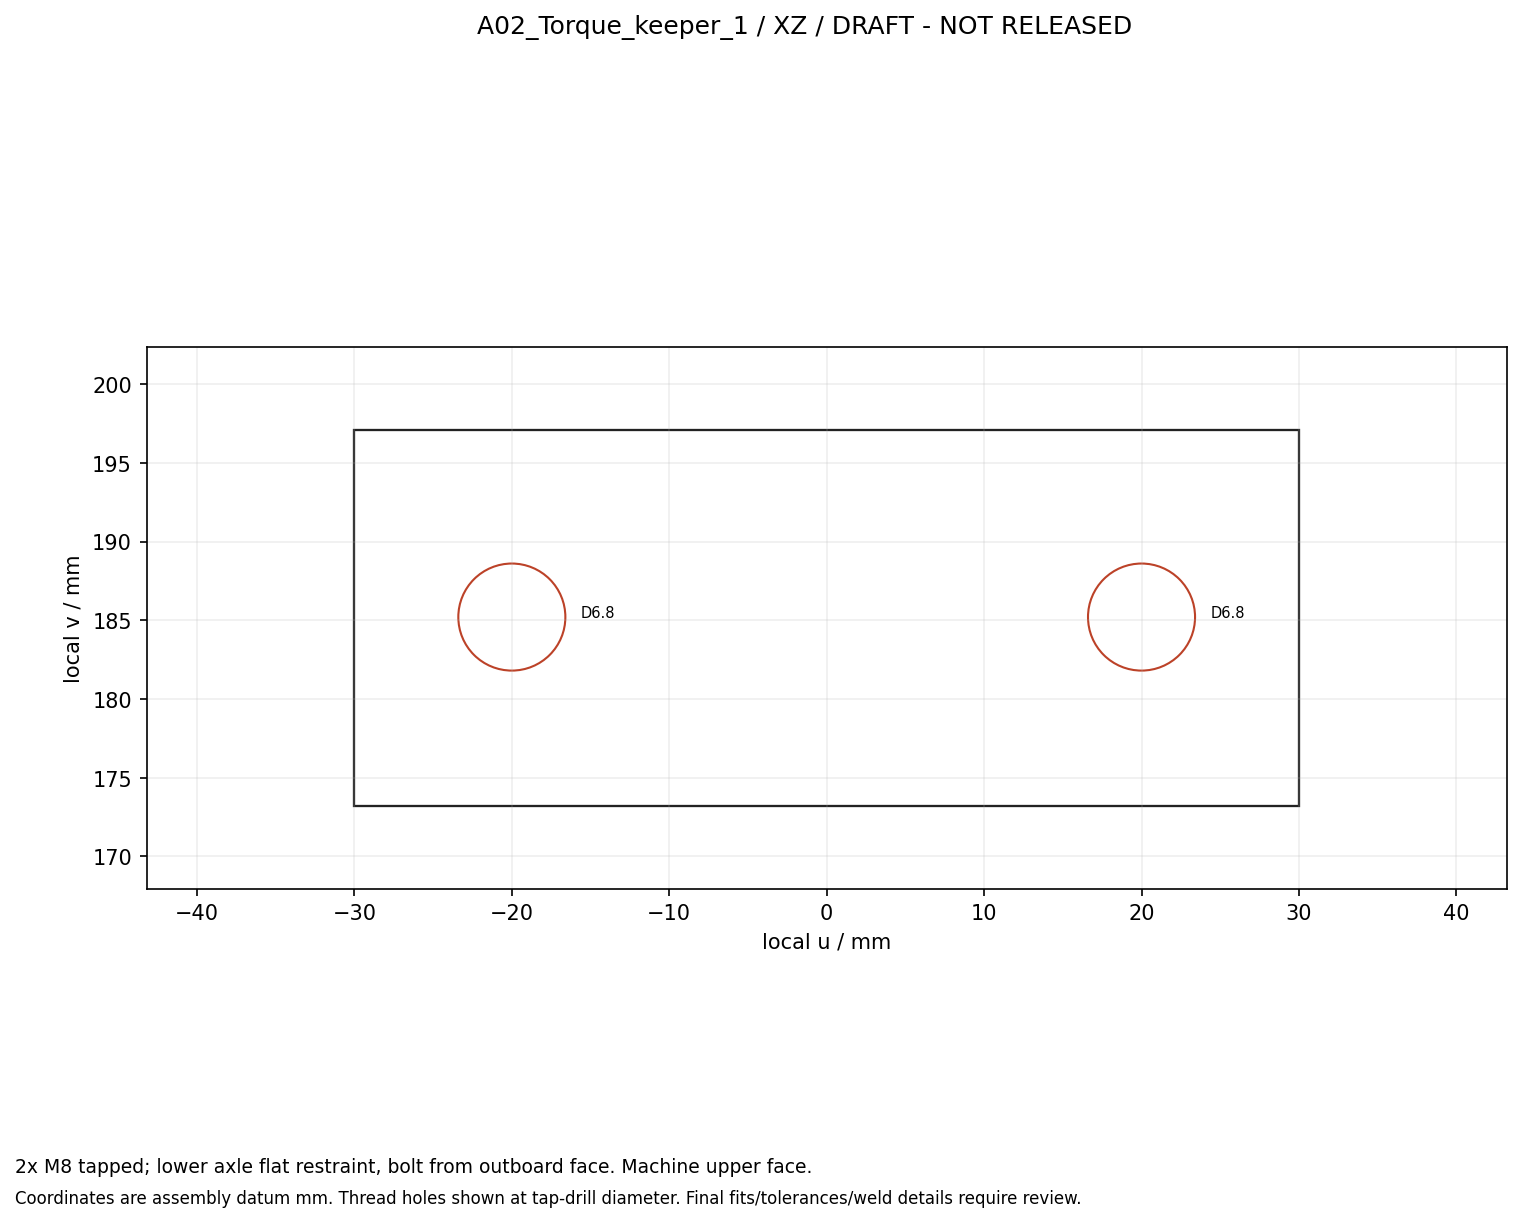 A02_Torque_keeper_1 / XZ / DRAFT - NOT RELEASED
200
195
190
185
180
175
170
local v / mm
D6.8
D6.8
−40
−30
−20
−10
0
10
20
30
40
local u / mm
2x M8 tapped; lower axle flat restraint, bolt from outboard face. Machine upper face.
Coordinates are assembly datum mm. Thread holes shown at tap-drill diameter. Final fits/tolerances/weld details require review.